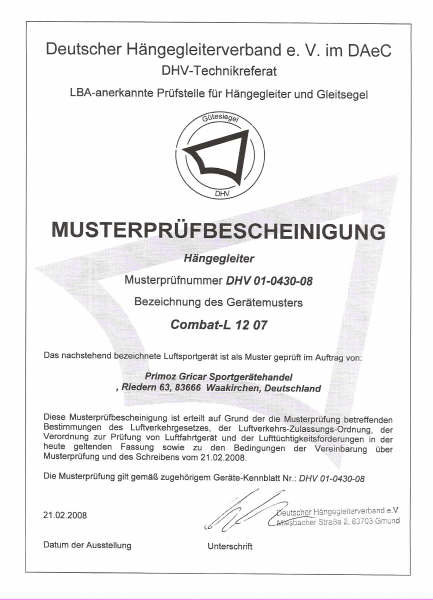 Deutscher Hängegleiterverband e. V. im DAeC
DHV-Technikreferat
LBA-anerkannte Prüfstelle für Hängegleiter und Gleitsegel
Gütesiegel
DHV
MUSTERPRÜFBESCHEINIGUNG
Hängegleiter
Musterprüfnummer DHV 01-0430-08
Bezeichnung des Gerätemusters
Combat-L 12 07
Das nachstehend bezeichnete Luftsportgerät ist als Muster geprüft im Auftrag von:
Primoz Gricar Sportgerätehandel
, Riedern 63, 83666 Waakirchen, Deutschland
Diese Musterprüfbescheinigung ist erteilt auf Grund der die Musterprüfung betreffenden
Bestimmungen des Luftverkehrgesetzes, der Luftverkehrs-Zulassungs-Ordnung, der
Verordnung zur Prüfung von Luftfahrtgerät und der Lufttüchtigkeitsforderungen in der
heute geltenden Fassung sowie zu den Bedingungen der Vereinbarung über
Musterprüfung und des Schreibens vom 21.02.2008.
Die Musterprüfung gilt gemäß zugehörigem Geräte-Kennblatt Nr.: DHV 01-0430-08
21.02.2008
Deutscher Hängegleiterverband e.V.
Miesbacher Straße 2, 83703 Gmund
Datum der Ausstellung
Unterschrift